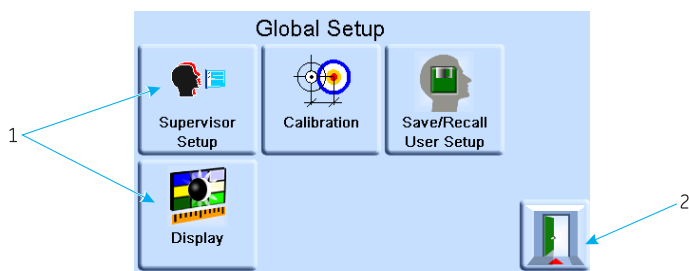 Global Setup
Supervisor
Setup
Calibration
Save/Recall
User Setup
1
Display
2